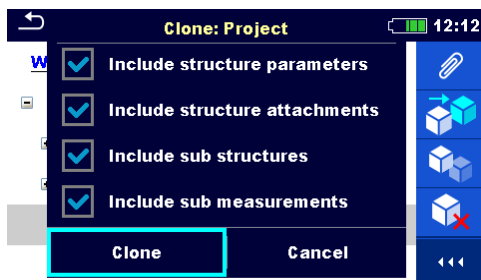 Clone: Project
12:12
W
Include structure parameters
Include structure attachments
Include sub structures
Include sub measurements
Clone
Cancel